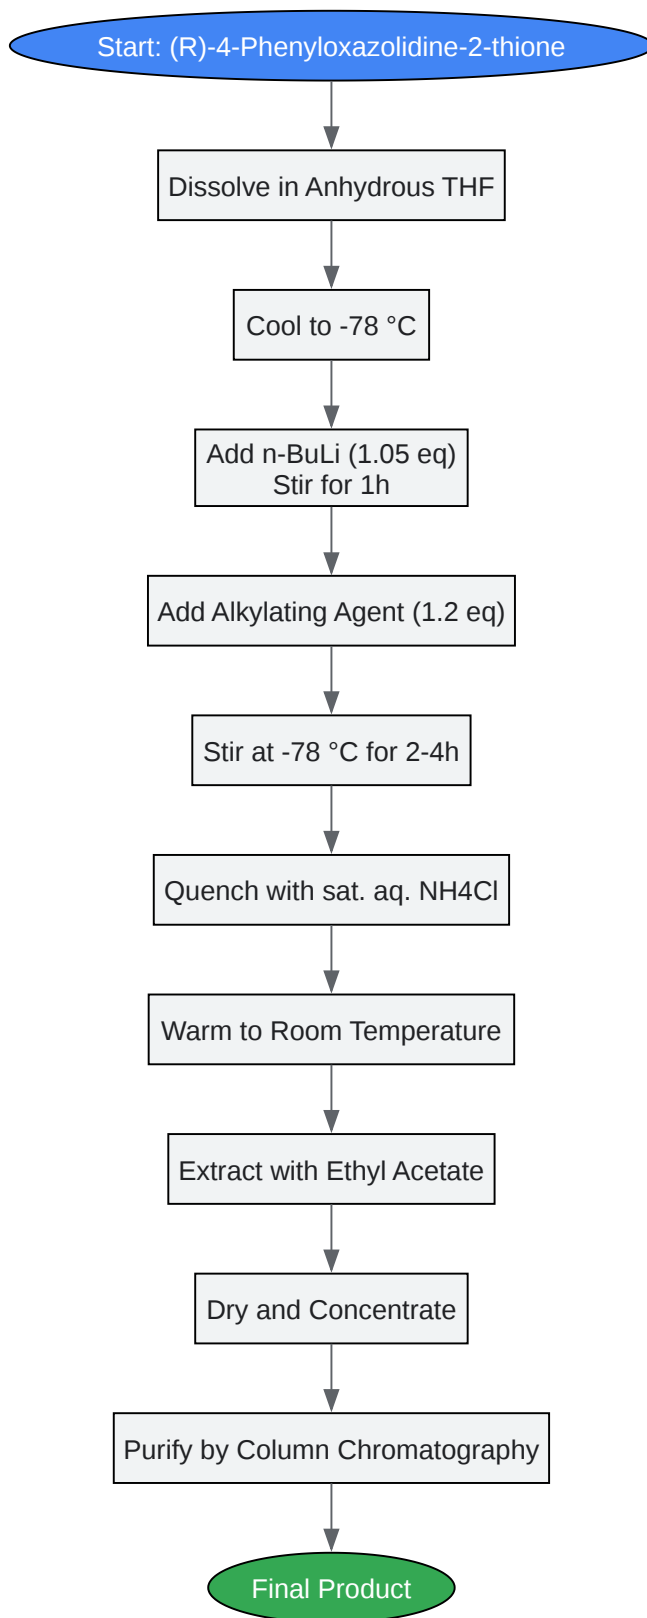 Start: (R)-4-Phenyloxazolidine-2-thione
Dissolve in Anhydrous THF
Cool to -78 °C
Add n-BuLi (1.05 eq)
Stir for 1h
Add Alkylating Agent (1.2 eq)
Stir at -78 °C for 2-4h
Quench with sat. aq. NH4Cl
Warm to Room Temperature
Extract with Ethyl Acetate
Dry and Concentrate
Purify by Column Chromatography
Final Product